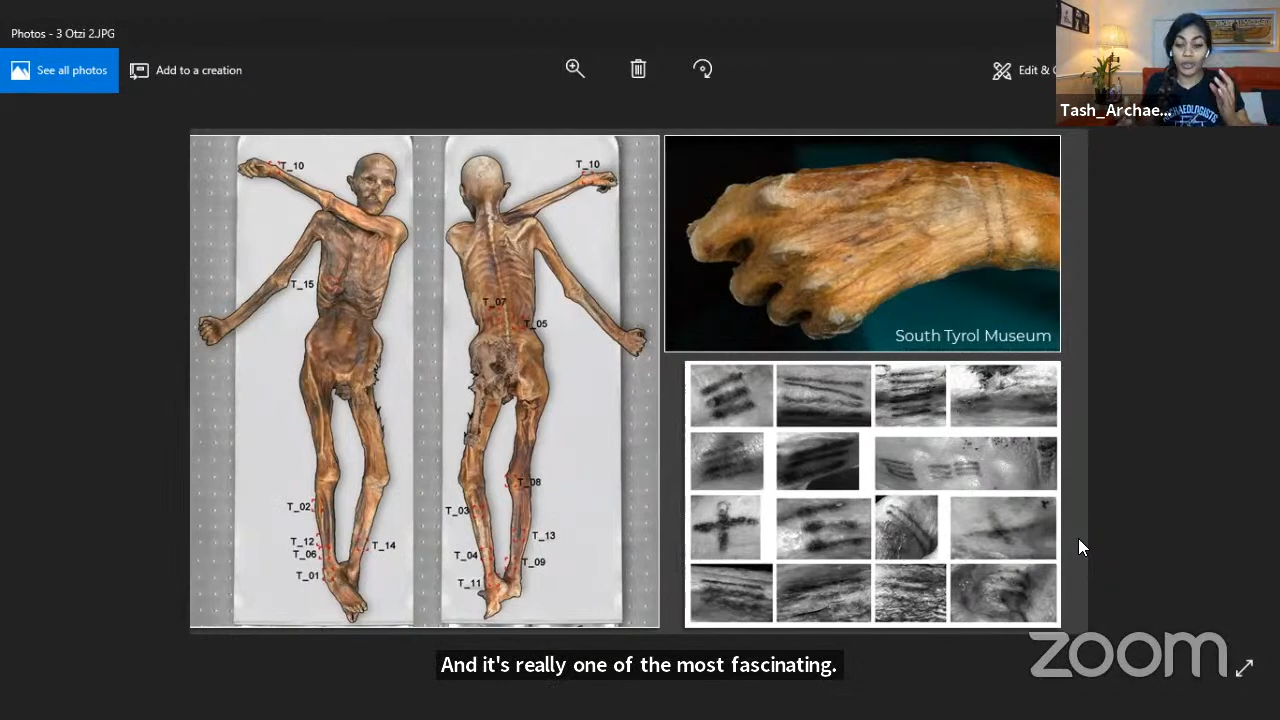 Photos - 3 Otzi 2.JPG
See all photos
Add to a creation
Edit &
Tash_Archae...
T_10
T_10
T_15
T_07
T_05
T_08
T_02
T_03
T_12
T_13
T_14
T_06
T_04
T_09
T_01
T_11
South Tyrol Museum
And it's really one of the most fascinating.
zoom